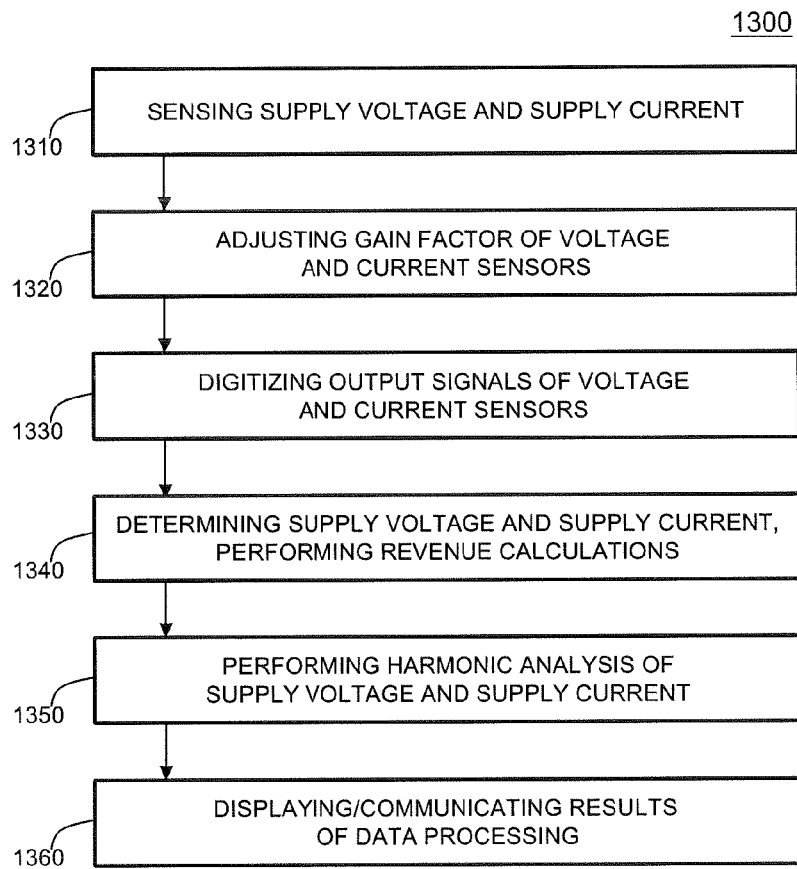 1300
SENSING SUPPLY VOLTAGE AND SUPPLY CURRENT
1310
ADJUSTING GAIN FACTOR OF VOLTAGE
AND CURRENT SENSORS
1320
DIGITIZING OUTPUT SIGNALS OF VOLTAGE
AND CURRENT SENSORS
1330
DETERMINING SUPPLY VOLTAGE AND SUPPLY CURRENT,
PERFORMING REVENUE CALCULATIONS
1340
PERFORMING HARMONIC ANALYSIS OF
SUPPLY VOLTAGE AND SUPPLY CURRENT
1350
DISPLAYING/COMMUNICATING RESULTS
OF DATA PROCESSING
1360